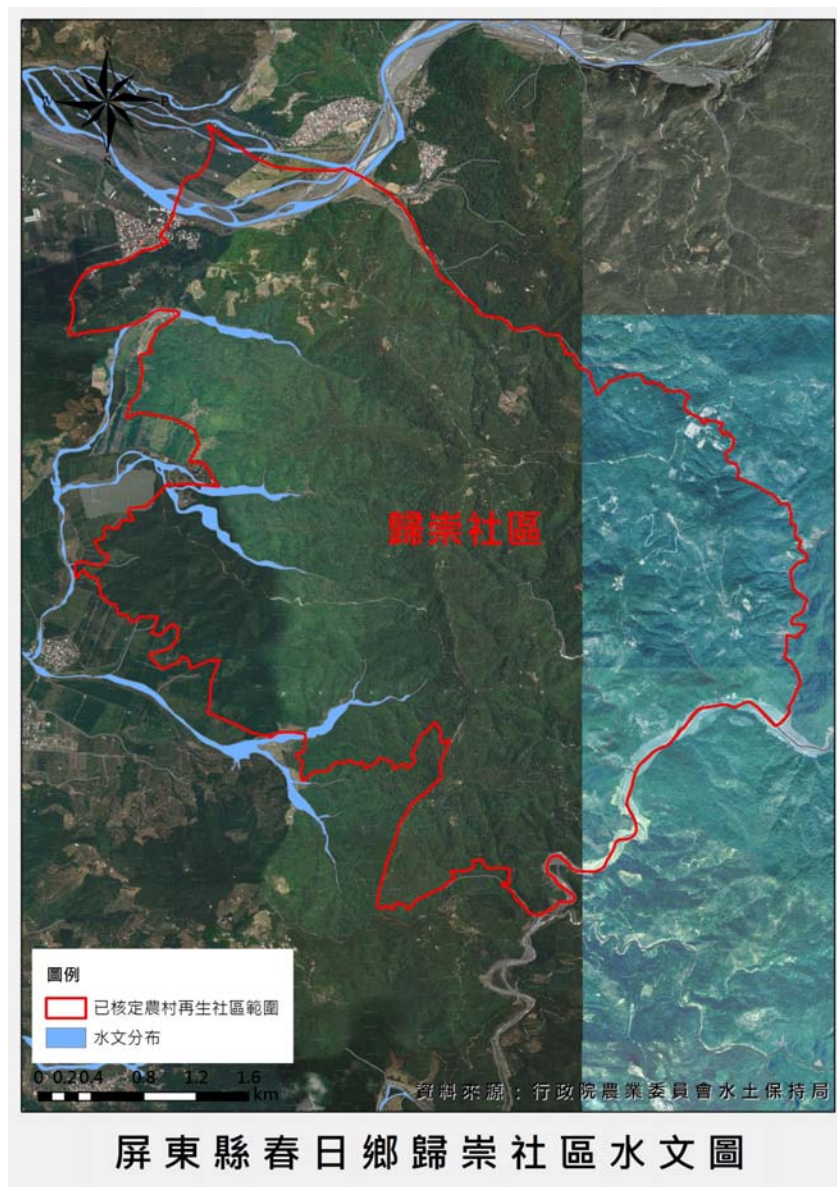 N
歸崇社區
圖例
已核定農村再生社區範圍
水文分布
0 0.20.4 0.8 1.2 1.6
km
資料來源：行政院農業委員會水土保持局
屏東縣春日鄉歸崇社區水文圖